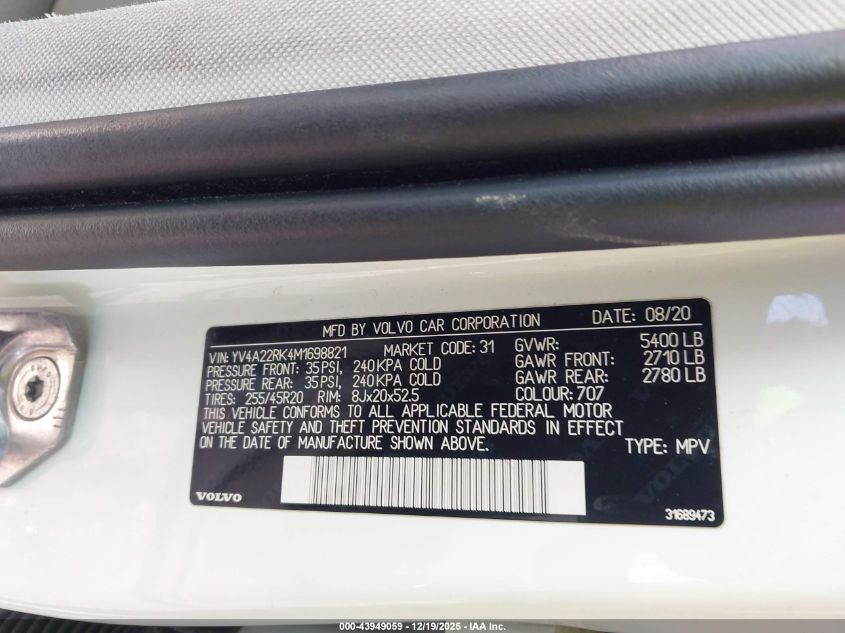 MFD BY VOLVO CAR CORPORATION DATE: 08/20
VIN: YV4A22RK4M1698821 MARKET CODE: 31 GVWR: 5400 LB
PRESSURE FRONT: 35 PSI, 240 KPA COLD GAWR FRONT: 2710 LB
PRESSURE REAR: 35 PSI, 240 KPA COLD GAWR REAR: 2780 LB
TIRES: 255/45R20 RIM: 8Jx20x52.5 COLOUR: 707
THIS VEHICLE CONFORMS TO ALL APPLICABLE FEDERAL MOTOR
VEHICLE SAFETY AND THEFT PREVENTION STANDARDS IN EFFECT
ON THE DATE OF MANUFACTURE SHOWN ABOVE. TYPE: MPV
VOLVO 31689473
000-43949059 - 12/19/2025 - IAA Inc.